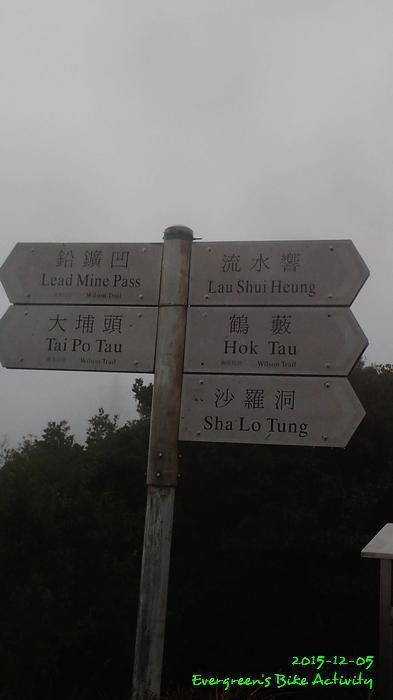 鉛鑛凹
Lead Mine Pass
Wilson Trail
大埔頭
Tai Po Tau
Wilson Trail
流水響
Lau Shui Heung
鶴藪
Hok Tau
Wilson Trail
沙羅洞
Sha Lo Tung
2015-12-05
Evergreen's Bike Activity